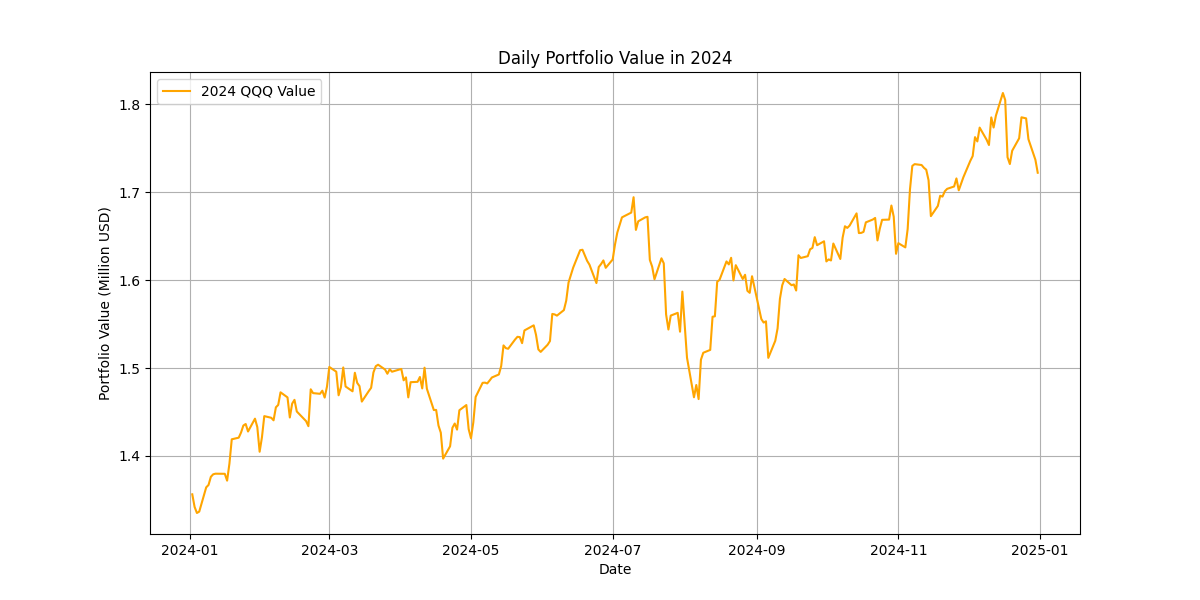 Daily Portfolio Value in 2024
2024 QQQ Value
Portfolio Value (Million USD)
1.8
1.7
1.6
1.5
1.4
2024-01 2024-03 2024-05 2024-07 2024-09 2024-11 2025-01
Date